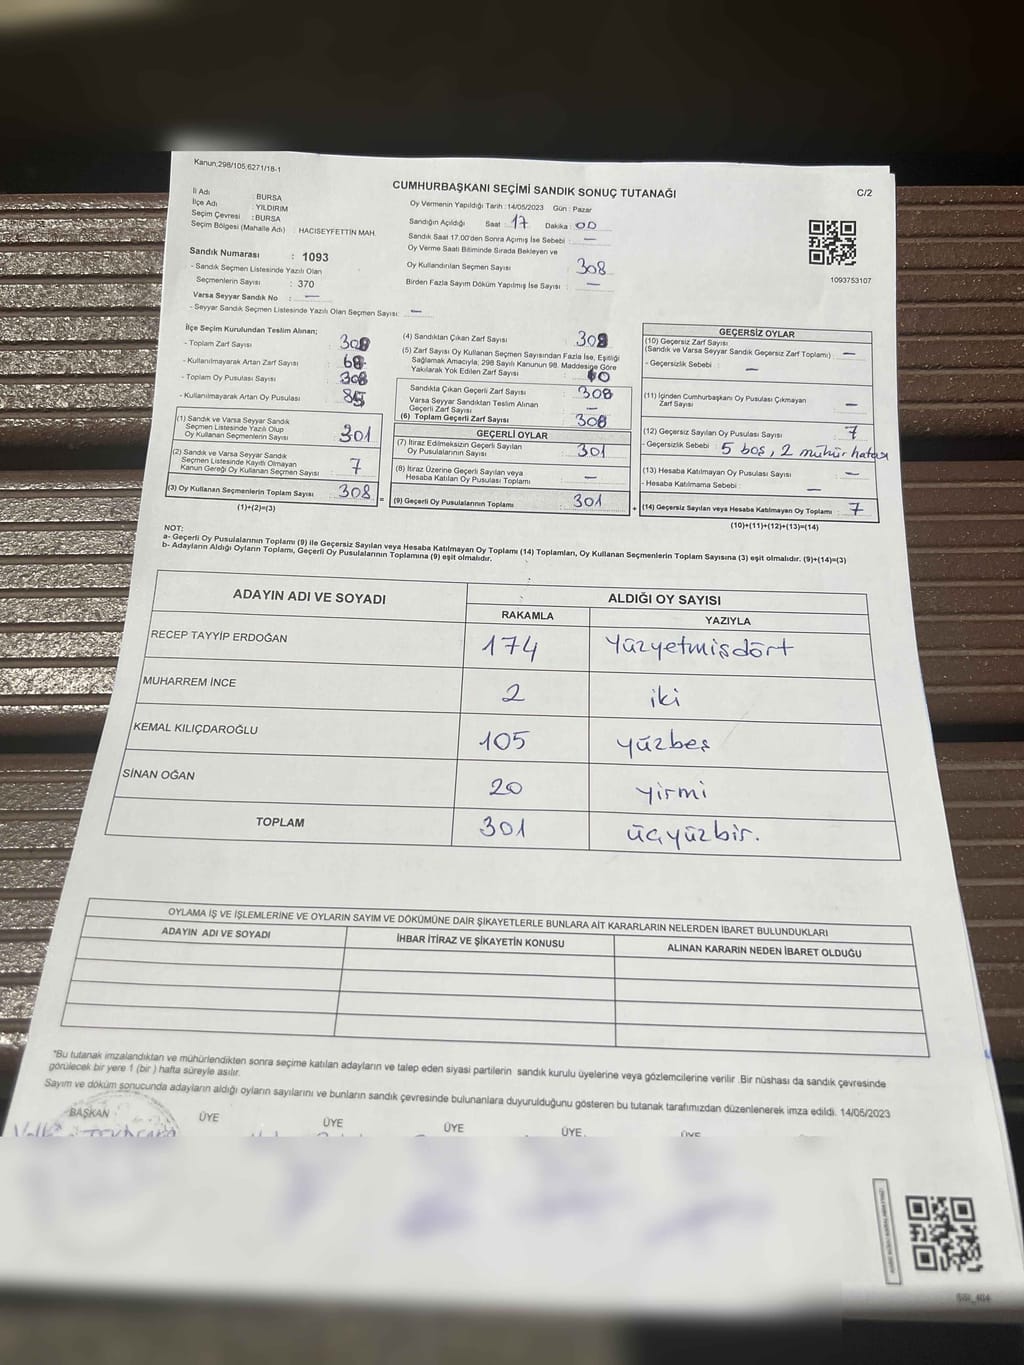 Kanun,298/105,6271/18-1
CUMHURBAŞKANI SEÇİMİ SANDIK SONUÇ TUTANAĞI
C/2
İl Adı : BURSA
İlçe Adı : YILDIRIM
Seçim Çevresi : BURSA
Seçim Bölgesi (Mahalle Adı) : HACISEYFETTİN MAH.
Sandık Numarası : 1093
- Sandık Seçmen Listesinde Yazılı Olan
Seçmenlerin Sayısı : 370
Varsa Seyyar Sandık No : —
- Seyyar Sandık Seçmen Listesinde Yazılı Olan Seçmen Sayısı: —
Oy Vermenin Yapıldığı Tarih :14/05/2023 Gün : Pazar
Sandığın Açıldığı Saat : 17 Dakika : 00
Sandık Saat 17.00'den Sonra Açımış İse Sebebi : —
Oy Verme Saati Bitiminde Sırada Bekleyen ve
Oy Kullandırılan Seçmen Sayısı 308
Birden Fazla Sayım Döküm Yapılmış İse Sayısı : —
1093753107
İlçe Seçim Kurulundan Teslim Alınan;
- Toplam Zarf Sayısı
- Kullanılmayarak Artan Zarf Sayısı
- Toplam Oy Pusulası Sayısı
- Kullanılmayarak Artan Oy Pusulası
(1) Sandık ve Varsa Seyyar Sandık
Seçmen Listesinde Yazılı Olup
Oy Kullanan Seçmenlerin Sayısı 301
(2) Sandık ve Varsa Seyyar Sandık
Seçmen Listesinde Kayıtlı Olmayan
Kanun Gereği Oy Kullanan Seçmen Sayısı 7
(3) Oy Kullanan Seçmenlerin Toplam Sayısı 308
(1)+(2)=(3)
(4) Sandıktan Çıkan Zarf Sayısı 308
(5) Zarf Sayısı Oy Kullanan Seçmen Sayısından Fazla İse, Eşitliği
Sağlamak Amacıyla, 298 Sayılı Kanunun 98. Maddesine Göre
Yakılarak Yok Edilen Zarf Sayısı :
Sandıkta Çıkan Geçerli Zarf Sayısı 308
Varsa Seyyar Sandıktan Teslim Alınan
Geçerli Zarf Sayısı —
(6) Toplam Geçerli Zarf Sayısı 308
GEÇERLİ OYLAR
(7) İtiraz Edilmeksizin Geçerli Sayılan
Oy Pusulalarının Sayısı 301
(8) İtiraz Üzerine Geçerli Sayılan veya
Hesaba Katılan Oy Pusulası Toplamı —
= (9) Geçerli Oy Pusulalarının Toplamı 301
GEÇERSİZ OYLAR
(10) Geçersiz Zarf Sayısı
(Sandık ve Varsa Seyyar Sandık Geçersiz Zarf Toplamı) : —
- Geçersizlik Sebebi : —
(11) İçinden Cumhurbaşkanı Oy Pusulası Çıkmayan
Zarf Sayısı —
(12) Geçersiz Sayılan Oy Pusulası Sayısı 7
- Geçersizlik Sebebi : 5 boş, 2 mühür hatası
(13) Hesaba Katılmayan Oy Pusulası Sayısı —
- Hesaba Katılmama Sebebi : —
+ (14) Geçersiz Sayılan veya Hesaba Katılmayan Oy Toplamı 7
(10)+(11)+(12)+(13)=(14)
NOT:
a- Geçerli Oy Pusulalarının Toplamı (9) ile Geçersiz Sayılan veya Hesaba Katılmayan Oy Toplamı (14) Toplamları, Oy Kullanan Seçmenlerin Toplam Sayısına (3) eşit olmalıdır. (9)+(14)=(3)
b- Adayların Aldığı Oyların Toplamı, Geçerli Oy Pusulalarının Toplamına (9) eşit olmalıdır.
ADAYIN ADI VE SOYADI ALDIĞI OY SAYISI
RAKAMLA YAZIYLA
RECEP TAYYİP ERDOĞAN 174 yüzyetmişdört
MUHARREM İNCE 2 iki
KEMAL KILIÇDAROĞLU 105 yüzbeş
SİNAN OĞAN 20 yirmi
TOPLAM 301 üçyüzbir.
OYLAMA İŞ VE İŞLEMLERİNE VE OYLARIN SAYIM VE DÖKÜMÜNE DAİR ŞİKAYETLERLE BUNLARA AİT KARARLARIN NELERDEN İBARET BULUNDUKLARI
ADAYIN ADI VE SOYADI İHBAR İTİRAZ VE ŞİKAYETİN KONUSU ALINAN KARARIN NEDEN İBARET OLDUĞU
"Bu tutanak imzalandıktan ve mühürlendikten sonra seçime katılan adayların ve talep eden siyasi partilerin sandık kurulu üyelerine veya gözlemcilerine verilir .Bir nüshası da sandık çevresinde
görülecek bir yere 1 (bir ) hafta süreyle asılır.
Sayım ve döküm sonucunda adayların aldığı oyların sayılarını ve bunların sandık çevresinde bulunanlara duyurulduğunu gösteren bu tutanak tarafımızdan düzenlenerek imza edildi. 14/05/2023
BAŞKAN ÜYE ÜYE ÜYE ÜYE ÜYE